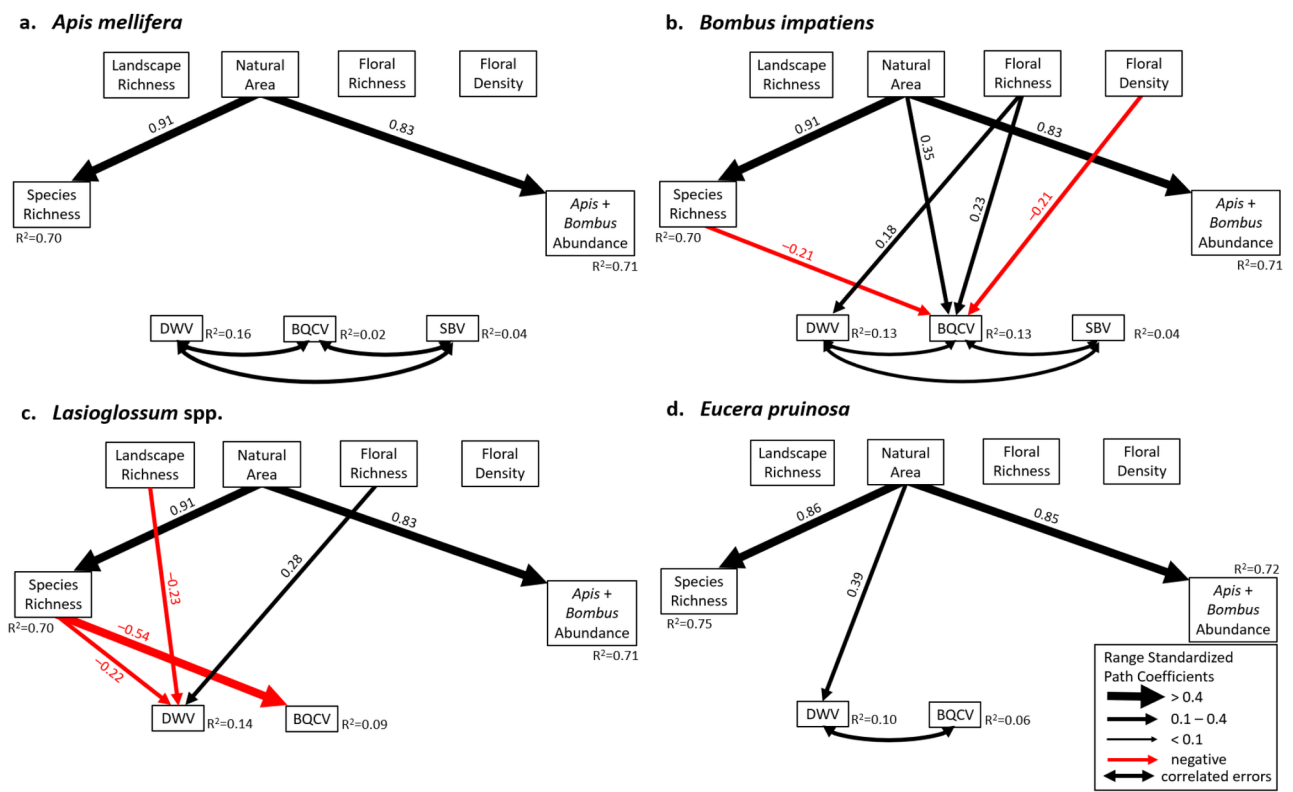 a. Apis mellifera
Landscape
Richness
Natural
Area
Floral
Richness
Floral
Density
0.91
0.83
Species
Richness
R²=0.70
Apis +
Bombus
Abundance
R²=0.71
DWV
R²=0.16
BQCV
R²=0.02
SBV
R²=0.04
b. Bombus impatiens
Landscape
Richness
Natural
Area
Floral
Richness
Floral
Density
0.91
0.35
0.83
0.18
0.23
−0.21
Species
Richness
R²=0.70
−0.21
Apis +
Bombus
Abundance
R²=0.71
DWV
R²=0.13
BQCV
R²=0.13
SBV
R²=0.04
c. Lasioglossum spp.
Landscape
Richness
Natural
Area
Floral
Richness
Floral
Density
0.91
0.83
−0.23
0.28
Species
Richness
R²=0.70
−0.54
−0.22
Apis +
Bombus
Abundance
R²=0.71
DWV
R²=0.14
BQCV
R²=0.09
d. Eucera pruinosa
Landscape
Richness
Natural
Area
Floral
Richness
Floral
Density
0.86
0.85
0.39
Species
Richness
R²=0.75
R²=0.72
Apis +
Bombus
Abundance
DWV
R²=0.10
BQCV
R²=0.06
Range Standardized
Path Coefficients
> 0.4
0.1 – 0.4
< 0.1
negative
correlated errors